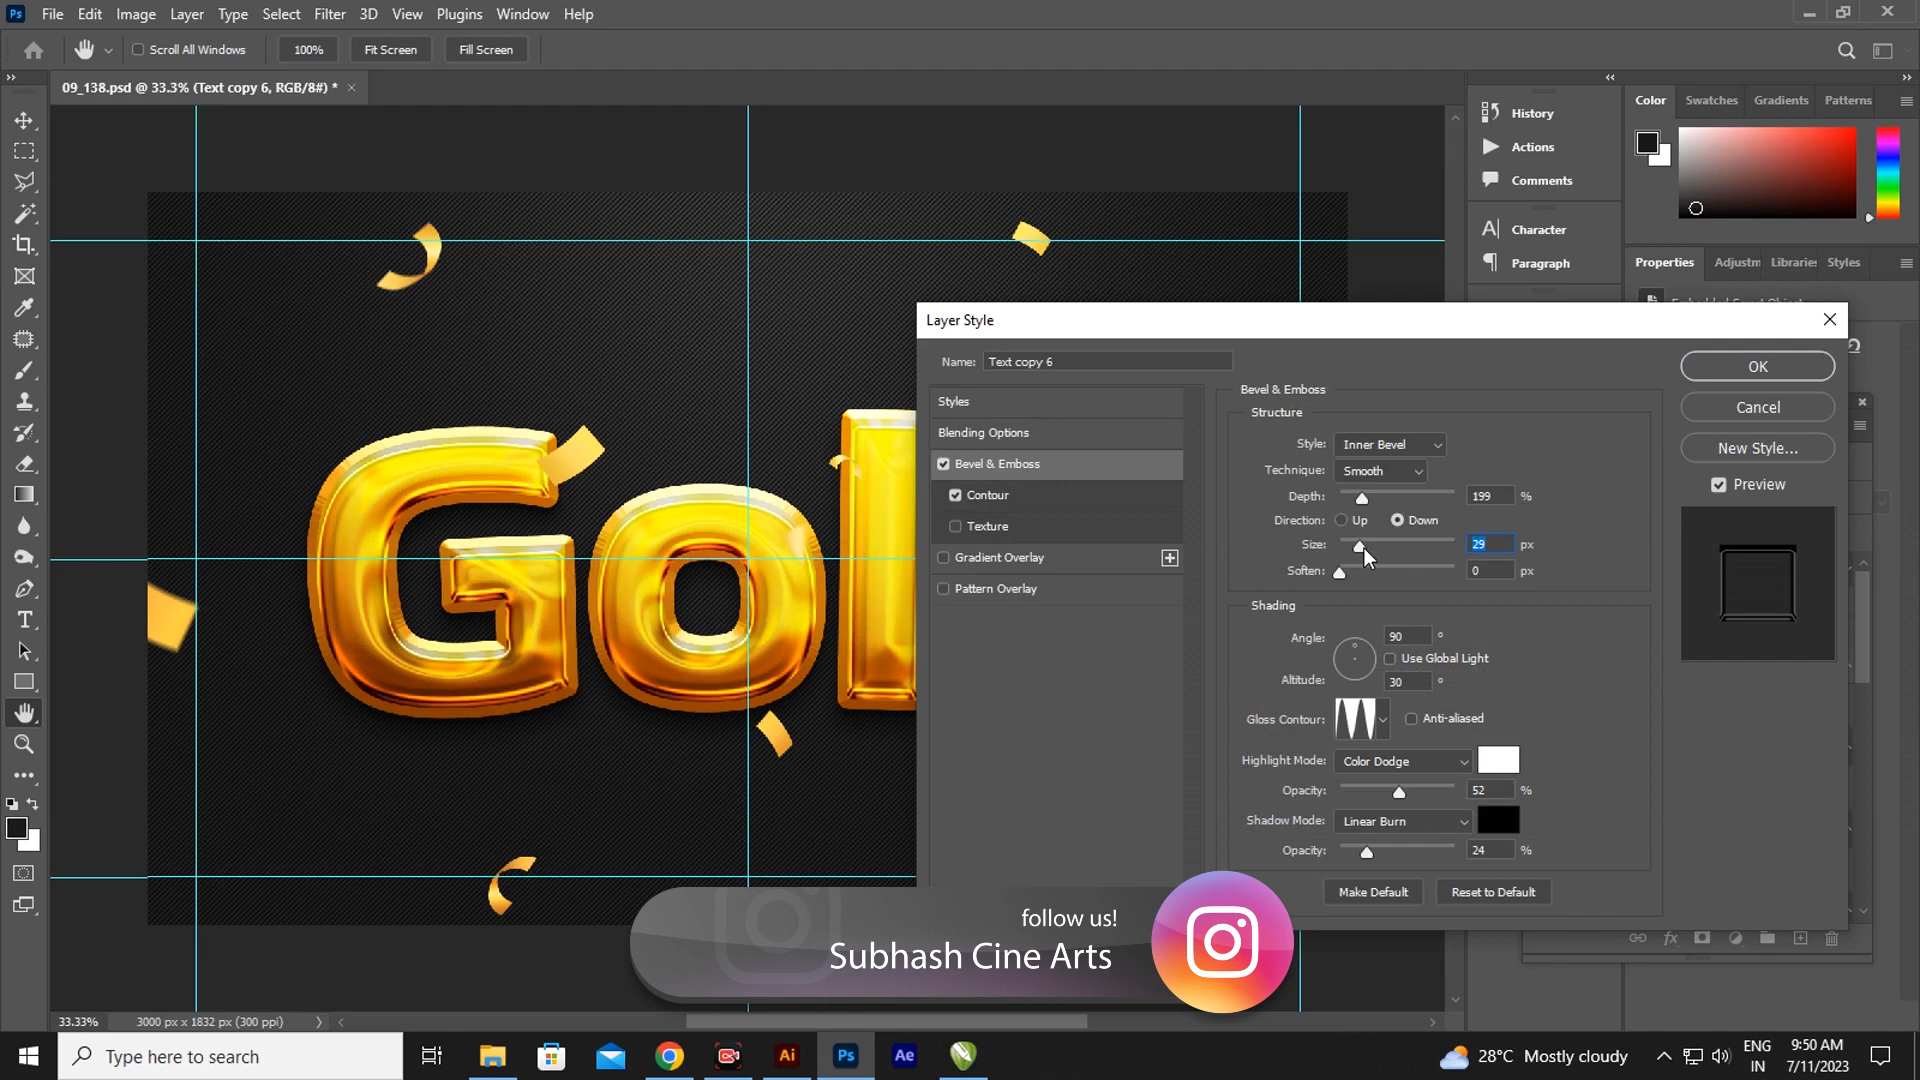 Ps File Edit Image Layer Type Select Filter 3D View Plugins Window Help
Scroll All Windows 100% Fit Screen Fill Screen
09_138.psd @ 33.3% (Text copy 6, RGB/8#) *
History
Actions
Comments
Character
Paragraph
Color Swatches Gradients Patterns
Properties Adjustm Libraries Styles
Gol
Layer Style
Name: Text copy 6
Styles
Blending Options
Bevel & Emboss
Contour
Texture
Gradient Overlay
Pattern Overlay
Bevel & Emboss
Structure
Style: Inner Bevel
Technique: Smooth
Depth: 199 %
Direction: Up Down
Size: 29 px
Soften: 0 px
Shading
Angle: 90 °
Use Global Light
Altitude: 30 °
Gloss Contour: Anti-aliased
Highlight Mode: Color Dodge
Opacity: 52 %
Shadow Mode: Linear Burn
Opacity: 24 %
Make Default Reset to Default
OK
Cancel
New Style...
Preview
follow us!
Subhash Cine Arts
33.33% 3000 px x 1832 px (300 ppi)
Type here to search
Ai Ps Ae
28°C Mostly cloudy
ENG
IN
9:50 AM
7/11/2023